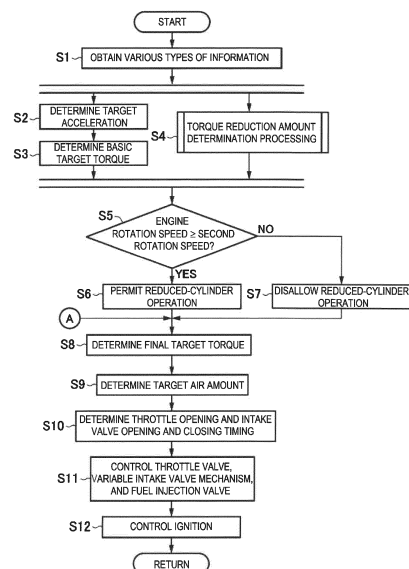 START
S1
OBTAIN VARIOUS TYPES OF INFORMATION
S2
DETERMINE TARGET
ACCELERATION
S3
DETERMINE BASIC
TARGET TORQUE
S4
TORQUE REDUCTION AMOUNT
DETERMINATION PROCESSING
S5
ENGINE
ROTATION SPEED ≥ SECOND
ROTATION SPEED?
NO
YES
S6
PERMIT REDUCED-CYLINDER
OPERATION
S7
DISALLOW REDUCED-CYLINDER
OPERATION
A
S8
DETERMINE FINAL TARGET TORQUE
S9
DETERMINE TARGET AIR AMOUNT
S10
DETERMINE THROTTLE OPENING AND INTAKE
VALVE OPENING AND CLOSING TIMING
S11
CONTROL THROTTLE VALVE,
VARIABLE INTAKE VALVE MECHANISM,
AND FUEL INJECTION VALVE
S12
CONTROL IGNITION
RETURN